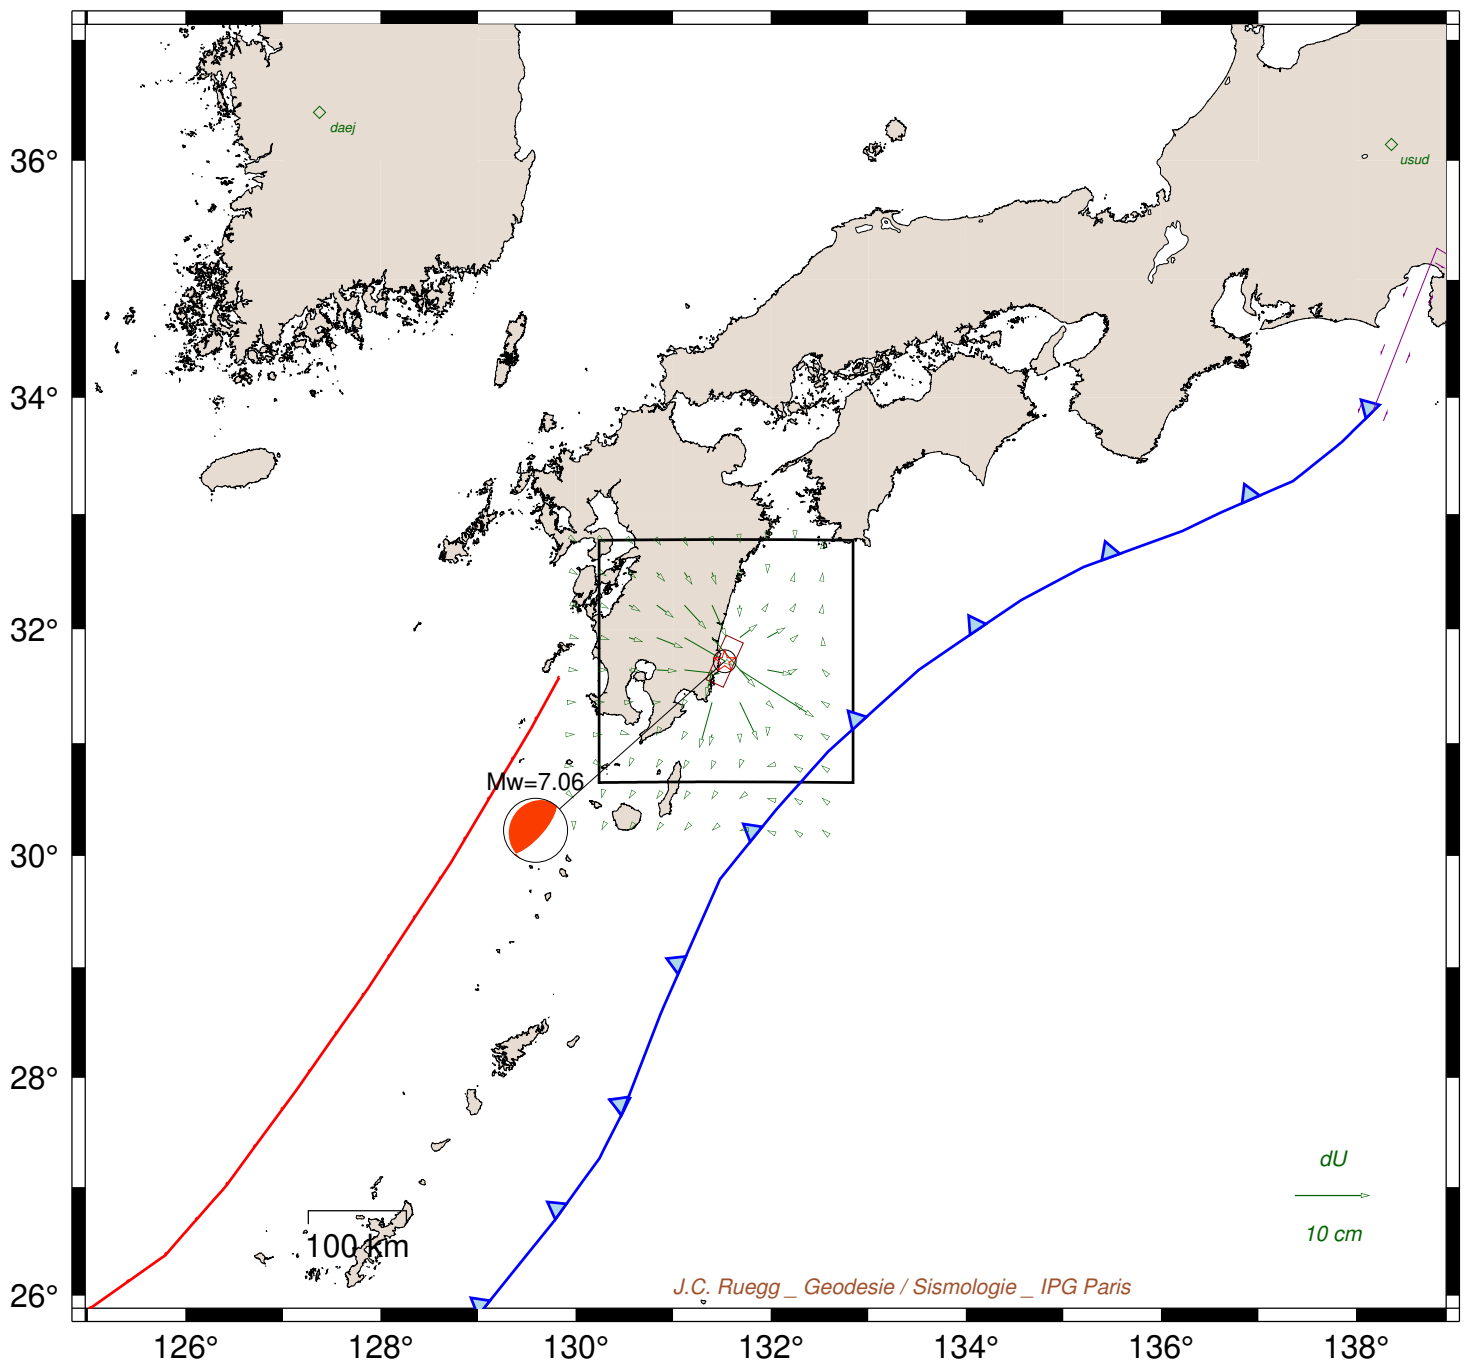 daej
usud
36°
34°
32°
Mw=7.06
30°
28°
dU
10 cm
100 km
J.C. Ruegg _ Geodesie / Sismologie _ IPG Paris
26°
126° 128° 130° 132° 134° 136° 138°